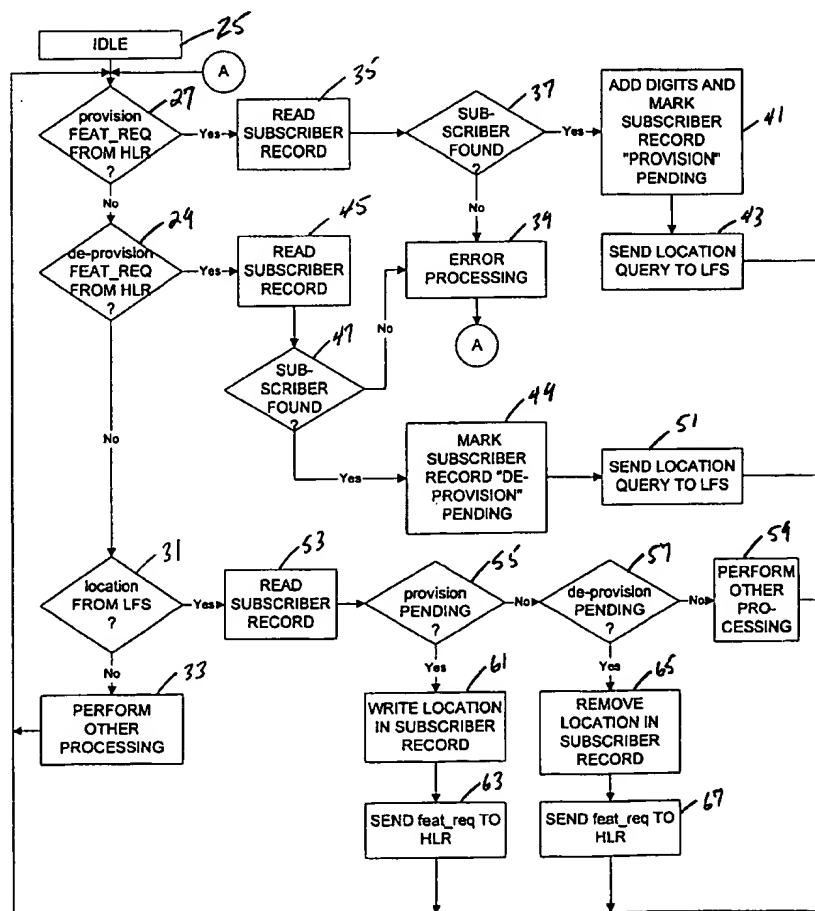 25
IDLE
A
27
provision
FEAT_REQ
FROM HLR
?
Yes
35
READ
SUBSCRIBER
RECORD
37
SUB-
SCRIBER
FOUND
?
Yes
ADD DIGITS AND
MARK
SUBSCRIBER
RECORD
"PROVISION"
PENDING
41
No
29
de-provision
FEAT_REQ
FROM HLR
?
Yes
45
READ
SUBSCRIBER
RECORD
No
39
ERROR
PROCESSING
A
43
SEND LOCATION
QUERY TO LFS
47
SUB-
SCRIBER
FOUND
?
No
Yes
49
MARK
SUBSCRIBER
RECORD "DE-
PROVISION"
PENDING
51
SEND LOCATION
QUERY TO LFS
No
31
location
FROM LFS
?
Yes
53
READ
SUBSCRIBER
RECORD
55
provision
PENDING
?
No
57
de-provision
PENDING
?
No
59
PERFORM
OTHER
PRO-
CESSING
No
33
PERFORM
OTHER
PROCESSING
Yes
61
WRITE LOCATION
IN SUBSCRIBER
RECORD
Yes
65
REMOVE
LOCATION IN
SUBSCRIBER
RECORD
63
SEND feat_req TO
HLR
67
SEND feat_req TO
HLR